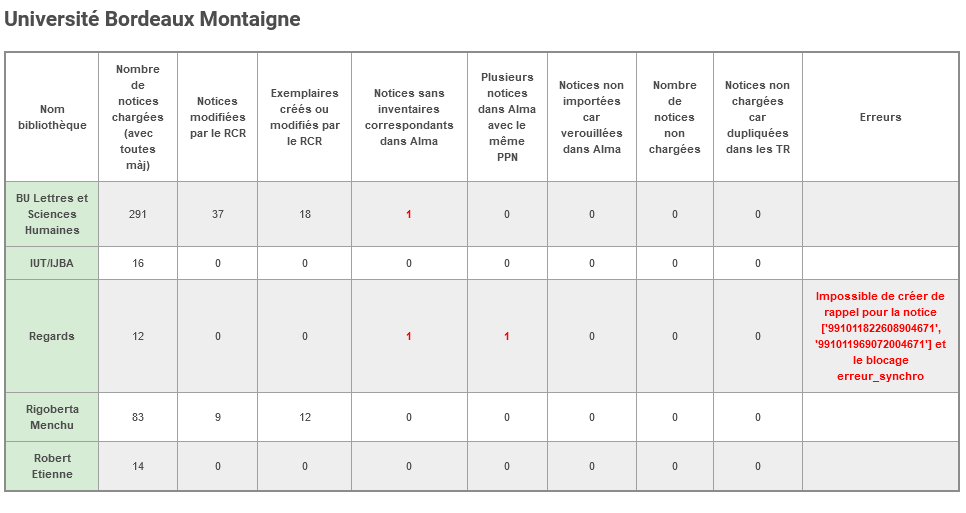 Université Bordeaux Montaigne
Nom
bibliothèque
Nombre
de
notices
chargées
(avec
toutes
màj)
Notices
modifiées
par le RCR
Exemplaires
créés ou
modifiés par
le RCR
Notices sans
inventaires
correspondants
dans Alma
Plusieurs
notices
dans Alma
avec le
même
PPN
Notices non
importées
car
verouillées
dans Alma
Nombre
de
notices
non
chargées
Notices non
chargées
car
dupliquées
dans les TR
Erreurs
BU Lettres et
Sciences
Humaines
291 37 18 1 0 0 0 0
IUT/IJBA 16 0 0 0 0 0 0 0
Regards 12 0 0 1 1 0 0 0
Impossible de créer de
rappel pour la notice
['991011822608904671',
'991011969072004671'] et
le blocage
erreur_synchro
Rigoberta
Menchu
83 9 12 0 0 0 0 0
Robert
Etienne
14 0 0 0 0 0 0 0